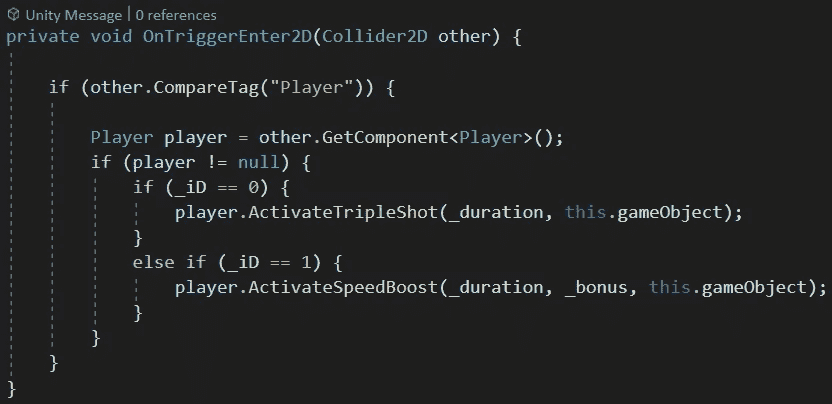 Unity Message | 0 references
private void OnTriggerEnter2D(Collider2D other) {
if (other.CompareTag("Player")) {
Player player = other.GetComponent<Player>();
if (player != null) {
if (_iD == 0) {
player.ActivateTripleShot(_duration, this.gameObject);
}
else if (_iD == 1) {
player.ActivateSpeedBoost(_duration, _bonus, this.gameObject);
}
}
}
}